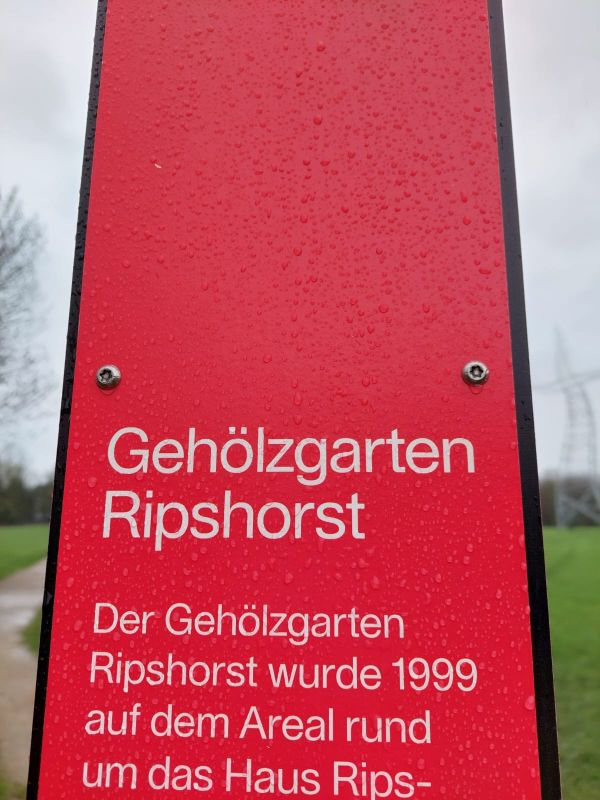 Gehölzgarten
Ripshorst
Der Gehölzgarten
Ripshorst wurde 1999
auf dem Areal rund
um das Haus Rips-